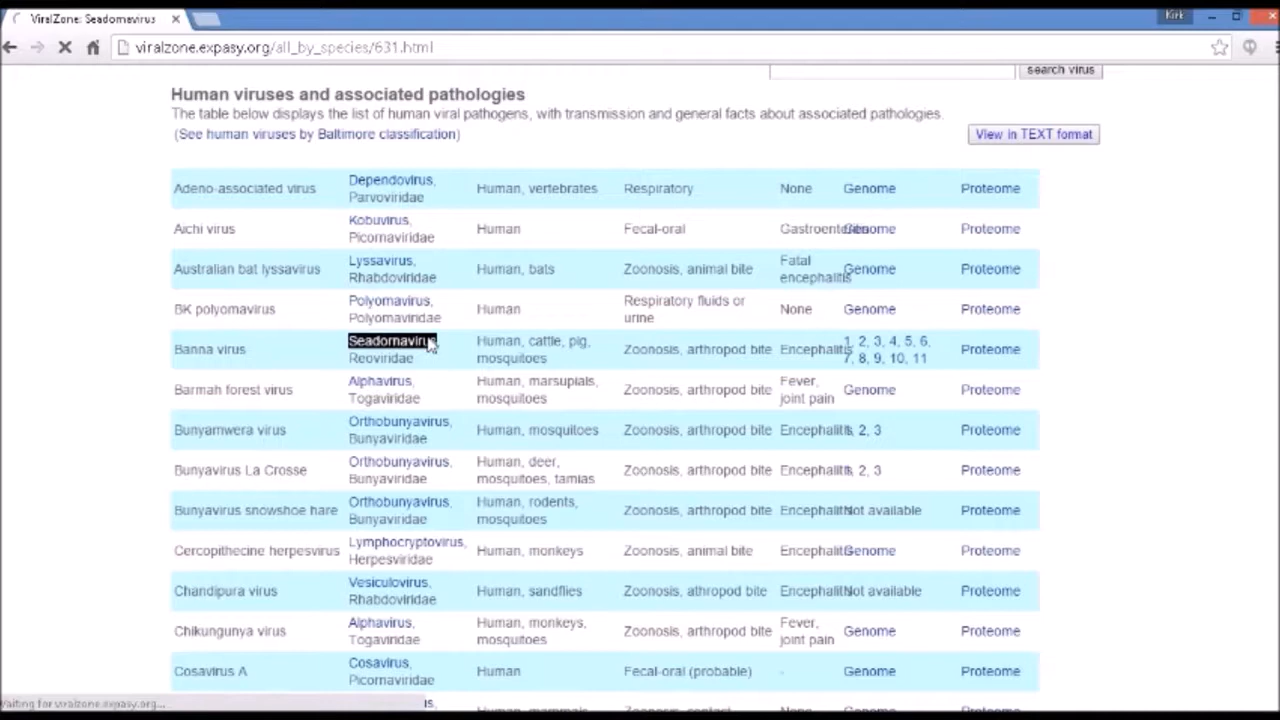 ViralZone: Seadornavirus
Kirk
viralzone.expasy.org/all_by_species/631.html
search virus
Human viruses and associated pathologies
The table below displays the list of human viral pathogens, with transmission and general facts about associated pathologies.
(See human viruses by Baltimore classification)
View in TEXT format
Adeno-associated virus Dependovirus, Parvoviridae Human, vertebrates Respiratory None Genome Proteome
Aichi virus Kobuvirus, Picornaviridae Human Fecal-oral Gastroenteritis Genome Proteome
Australian bat lyssavirus Lyssavirus, Rhabdoviridae Human, bats Zoonosis, animal bite Fatal encephalitis Genome Proteome
BK polyomavirus Polyomavirus, Polyomaviridae Human Respiratory fluids or urine None Genome Proteome
Banna virus Seadornavirus Reoviridae Human, cattle, pig, mosquitoes Zoonosis, arthropod bite Encephalitis 1, 2, 3, 4, 5, 6, 7, 8, 9, 10, 11 Proteome
Barmah forest virus Alphavirus, Togaviridae Human, marsupials, mosquitoes Zoonosis, arthropod bite Fever, joint pain Genome Proteome
Bunyamwera virus Orthobunyavirus, Bunyaviridae Human, mosquitoes Zoonosis, arthropod bite Encephalitis 1, 2, 3 Proteome
Bunyavirus La Crosse Orthobunyavirus, Bunyaviridae Human, deer, mosquitoes, tamias Zoonosis, arthropod bite Encephalitis 1, 2, 3 Proteome
Bunyavirus snowshoe hare Orthobunyavirus, Bunyaviridae Human, rodents, mosquitoes Zoonosis, arthropod bite Encephalitis Not available Proteome
Cercopithecine herpesvirus Lymphocryptovirus, Herpesviridae Human, monkeys Zoonosis, animal bite Encephalitis Genome Proteome
Chandipura virus Vesiculovirus, Rhabdoviridae Human, sandflies Zoonosis, athropod bite Encephalitis Not available Proteome
Chikungunya virus Alphavirus, Togaviridae Human, monkeys, mosquitoes Zoonosis, arthropod bite Fever, joint pain Genome Proteome
Cosavirus A Cosavirus, Picornaviridae Human Fecal-oral (probable) - Genome Proteome
Waiting for viralzone.expasy.org...